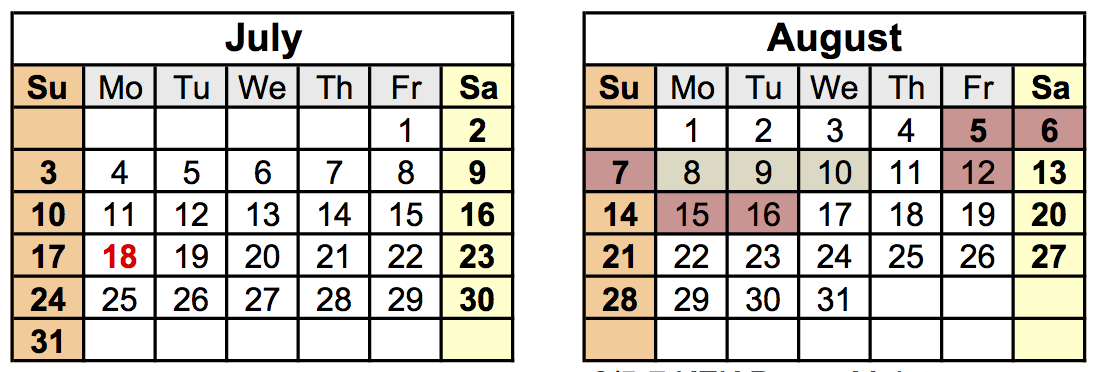 July
Su Mo Tu We Th Fr Sa
1 2
3 4 5 6 7 8 9
10 11 12 13 14 15 16
17 18 19 20 21 22 23
24 25 26 27 28 29 30
31
August
Su Mo Tu We Th Fr Sa
1 2 3 4 5 6
7 8 9 10 11 12 13
14 15 16 17 18 19 20
21 22 23 24 25 26 27
28 29 30 31